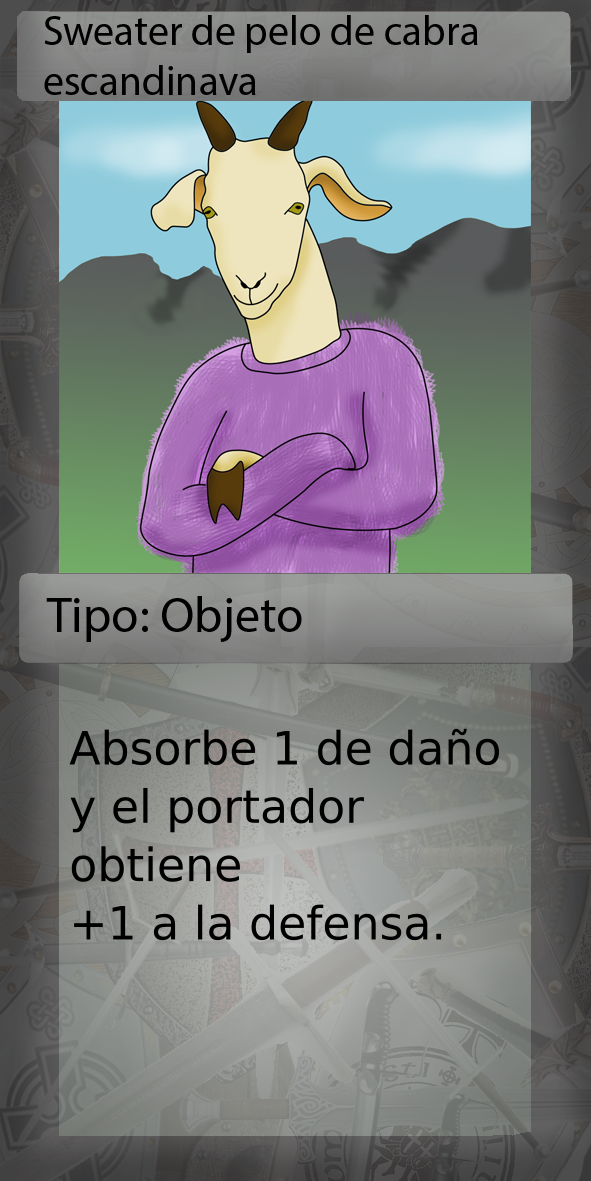 Sweater de pelo de cabra
escandinava
Tipo: Objeto
Absorbe 1 de daño
y el portador
obtiene
+1 a la defensa.